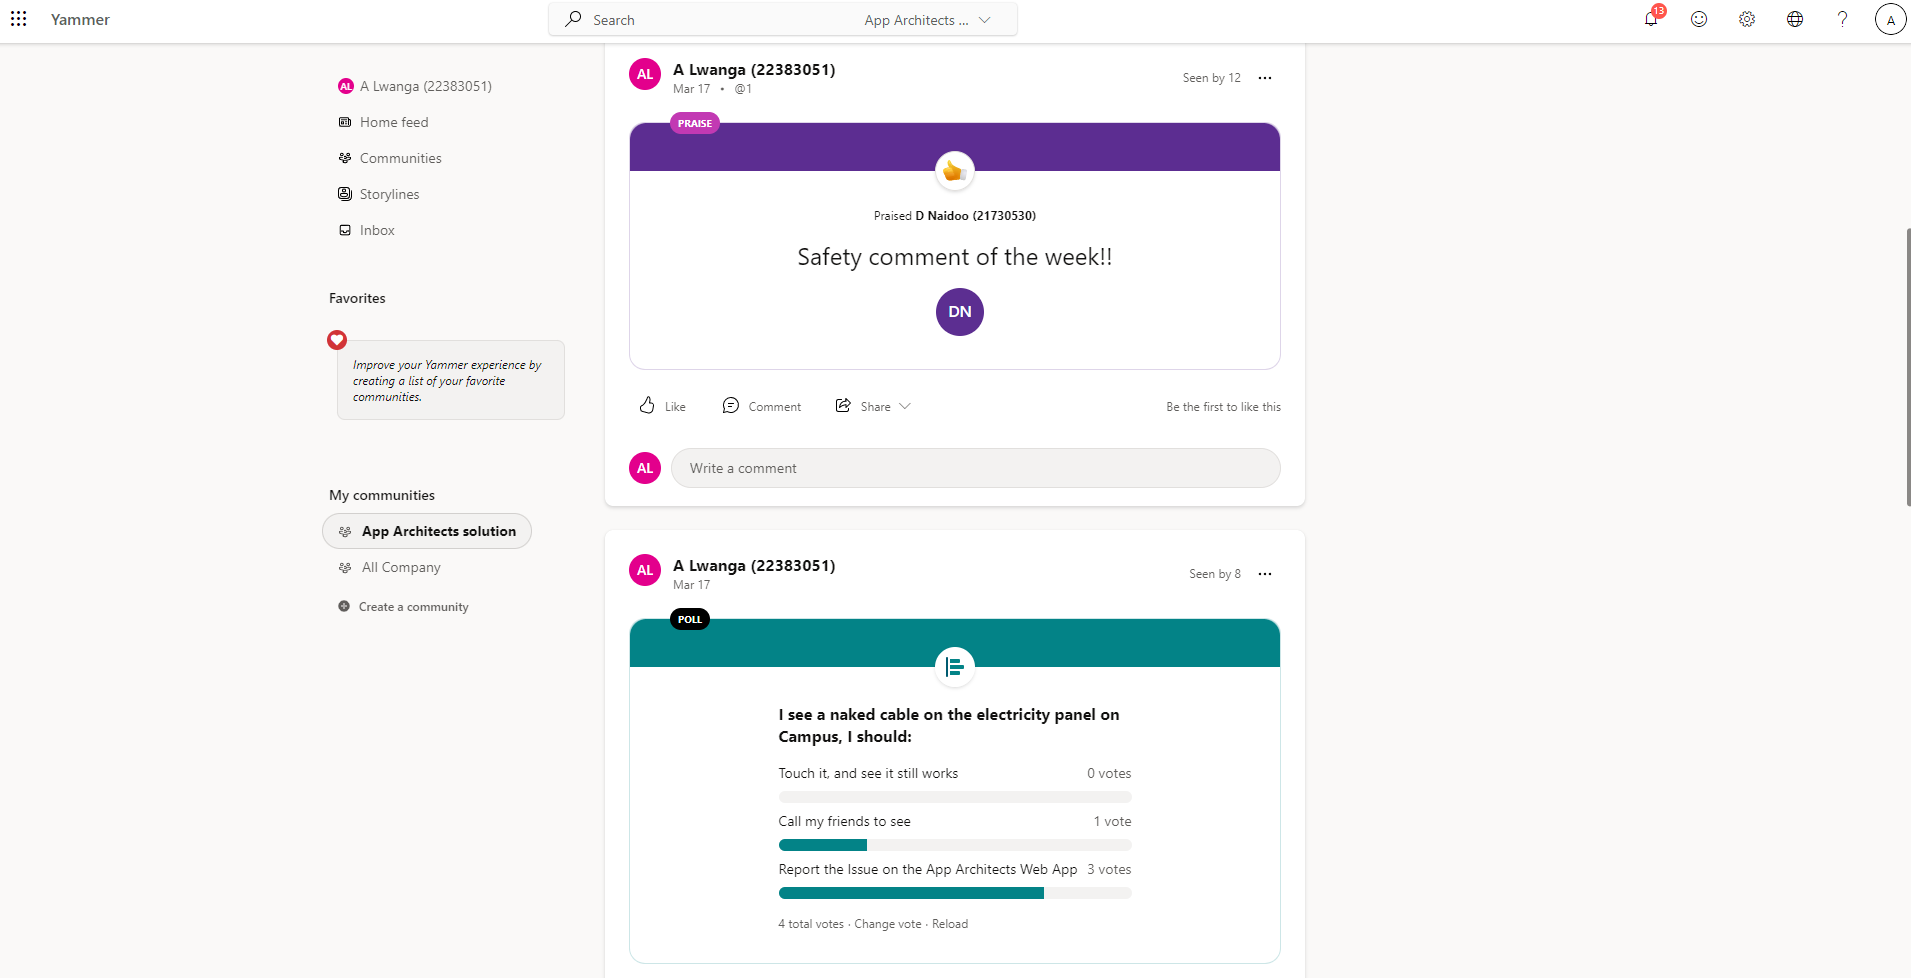 Yammer
Search
App Architects ...
13
A
AL A Lwanga (22383051)
Home feed
Communities
Storylines
Inbox
Favorites
Improve your Yammer experience by
creating a list of your favorite
communities.
My communities
App Architects solution
All Company
Create a community
AL
A Lwanga (22383051)
Mar 17 • @1
Seen by 12
PRAISE
Praised D Naidoo (21730530)
Safety comment of the week!!
DN
Like
Comment
Share
Be the first to like this
AL
Write a comment
AL
A Lwanga (22383051)
Mar 17
Seen by 8
POLL
I see a naked cable on the electricity panel on
Campus, I should:
Touch it, and see it still works 0 votes
Call my friends to see 1 vote
Report the Issue on the App Architects Web App 3 votes
4 total votes · Change vote · Reload